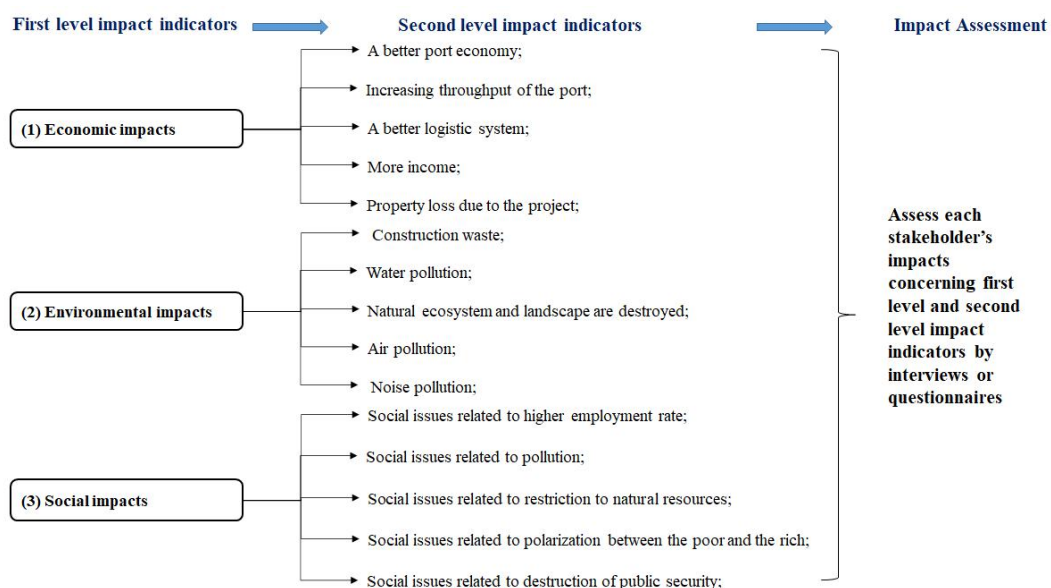 First level impact indicators
Second level impact indicators
Impact Assessment
(1) Economic impacts
A better port economy;
Increasing throughput of the port;
A better logistic system;
More income;
Property loss due to the project;
(2) Environmental impacts
Construction waste;
Water pollution;
Natural ecosystem and landscape are destroyed;
Air pollution;
Noise pollution;
(3) Social impacts
Social issues related to higher employment rate;
Social issues related to pollution;
Social issues related to restriction to natural resources;
Social issues related to polarization between the poor and the rich;
Social issues related to destruction of public security;
Assess each
stakeholder's
impacts
concerning first
level and second
level impact
indicators by
interviews or
questionnaires